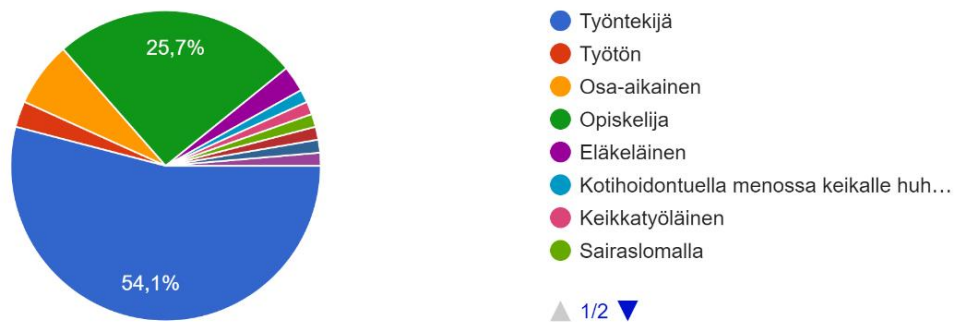 25,7%
54,1%
Työntekijä
Työtön
Osa-aikainen
Opiskelija
Eläkeläinen
Kotihoidontuella menossa keikalle huh…
Keikkatyöläinen
Sairaslomalla
1/2